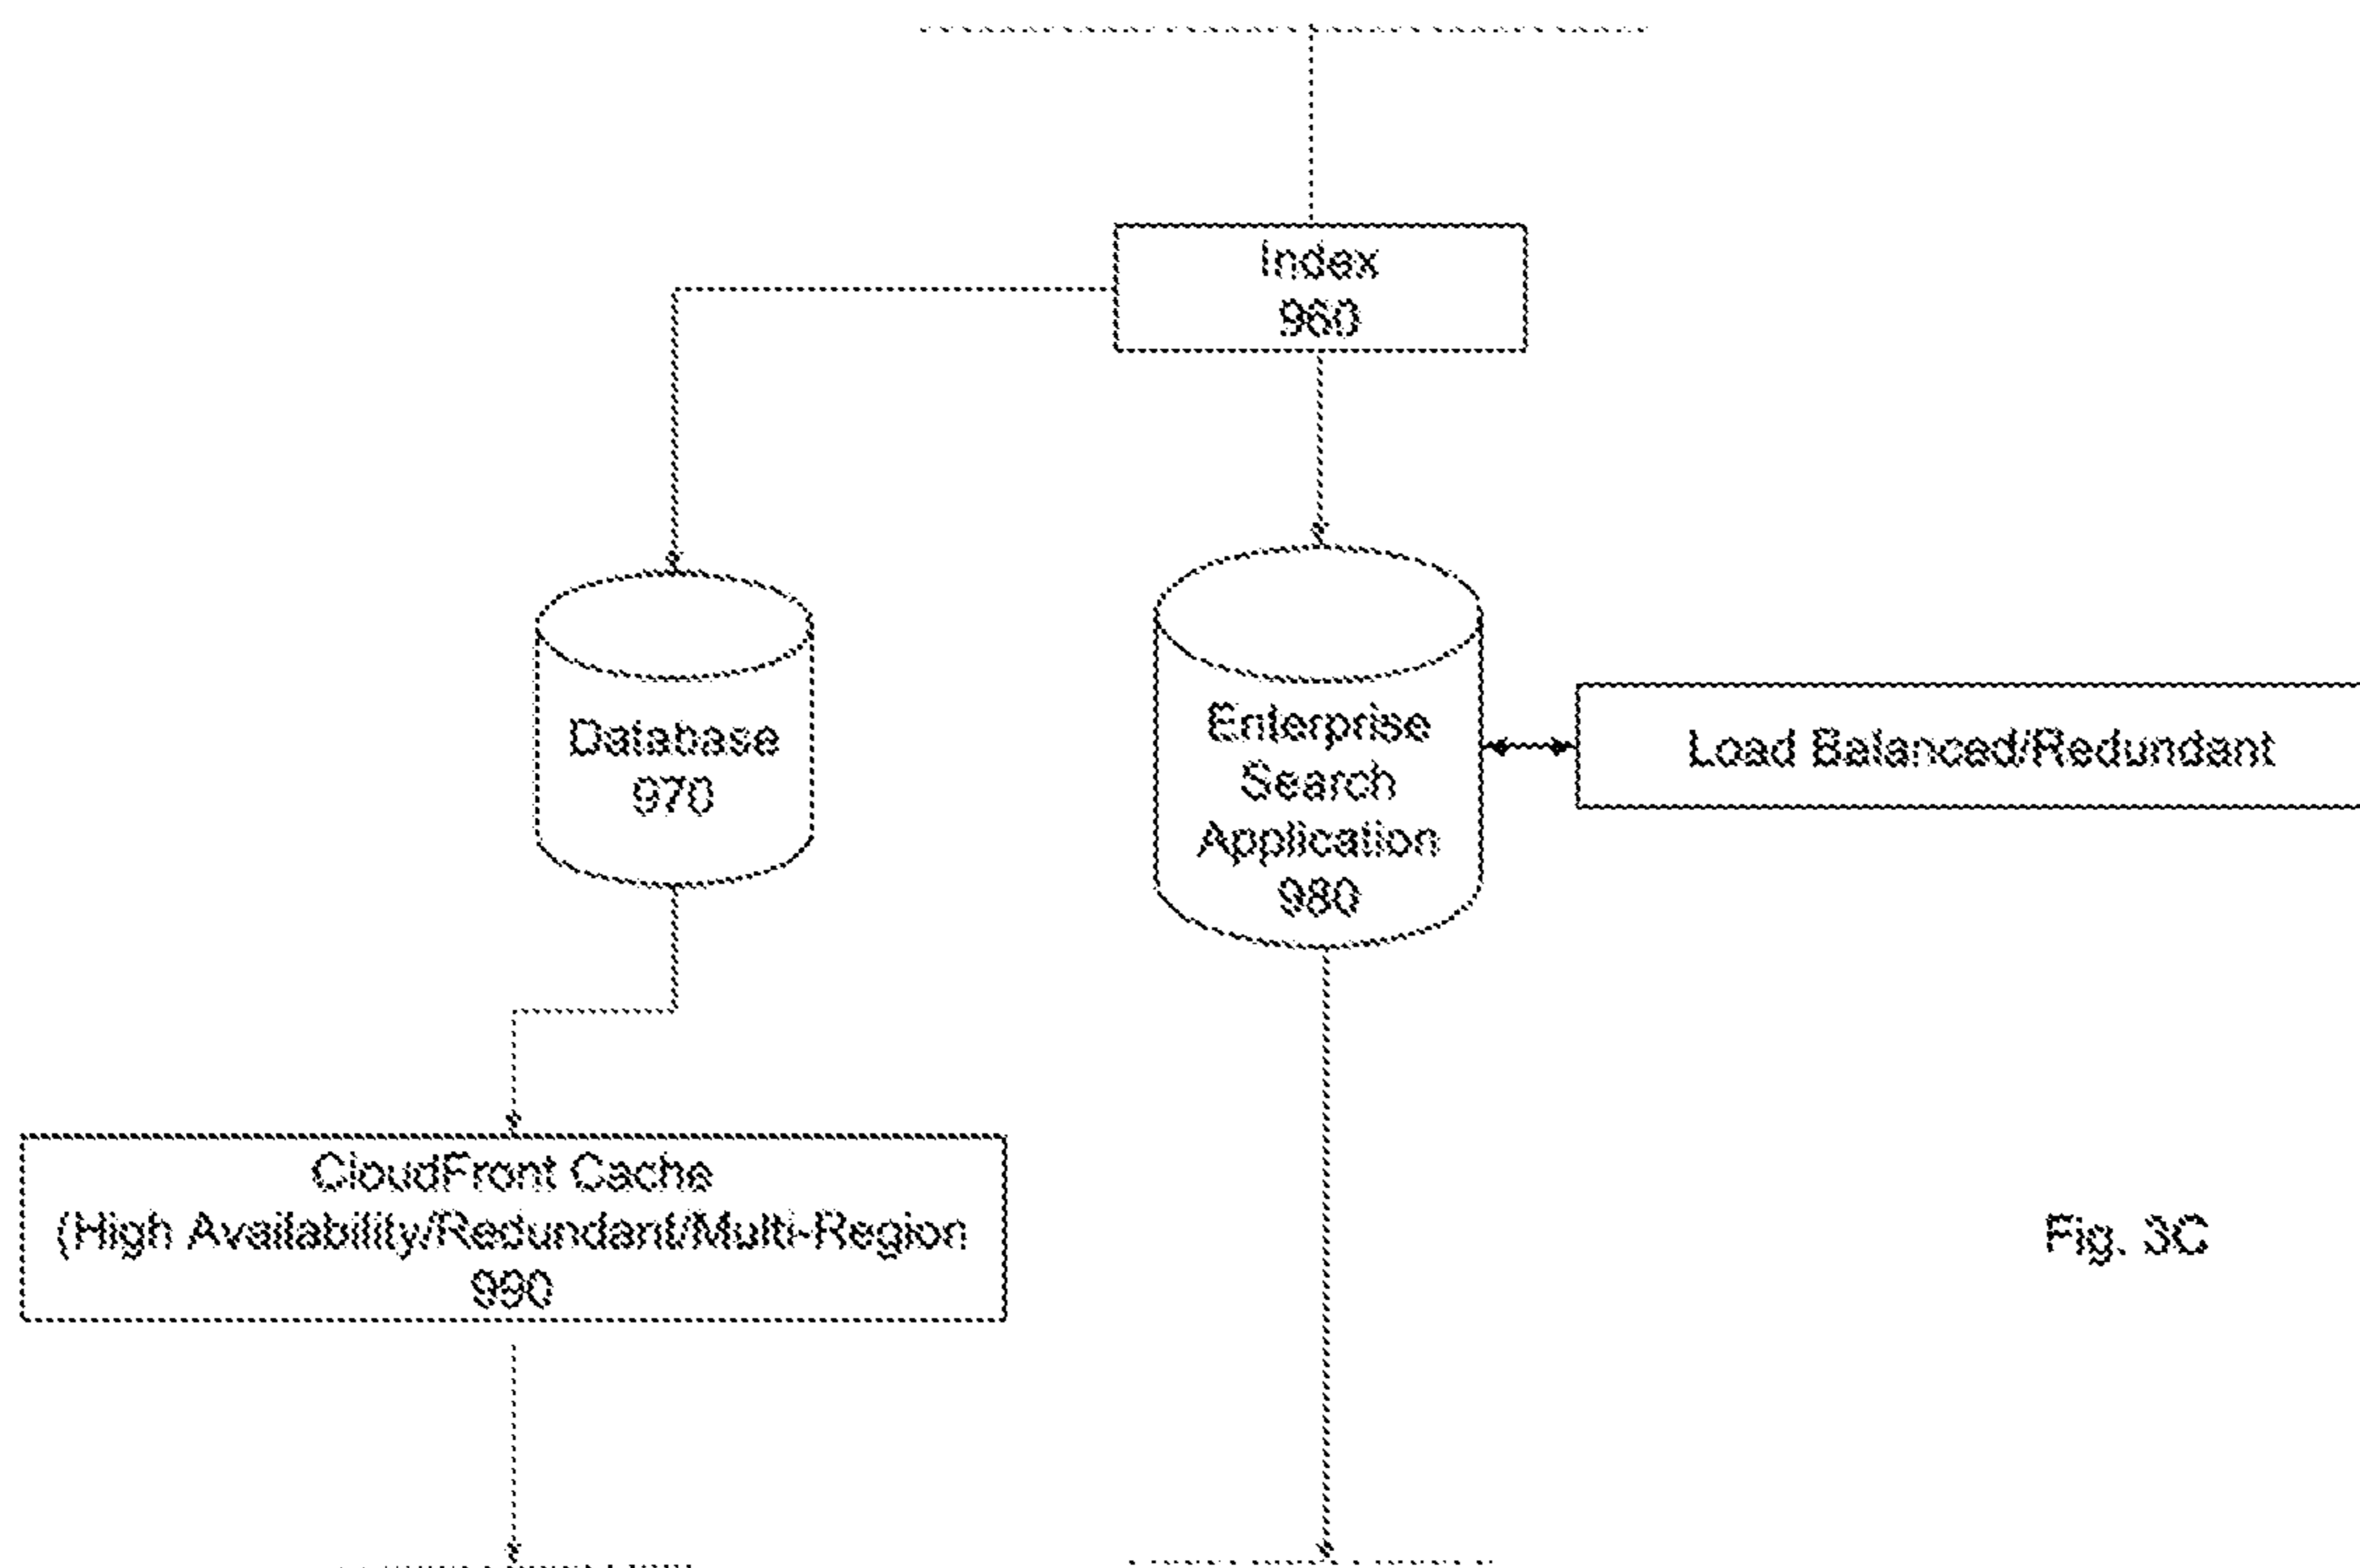 Index
960
Database
970
Enterprise
Search
Application
980
Load Balanced/Redundant
CloudFront Cache
(High Availability/Redundant/Multi-Region
990
Fig. 3C